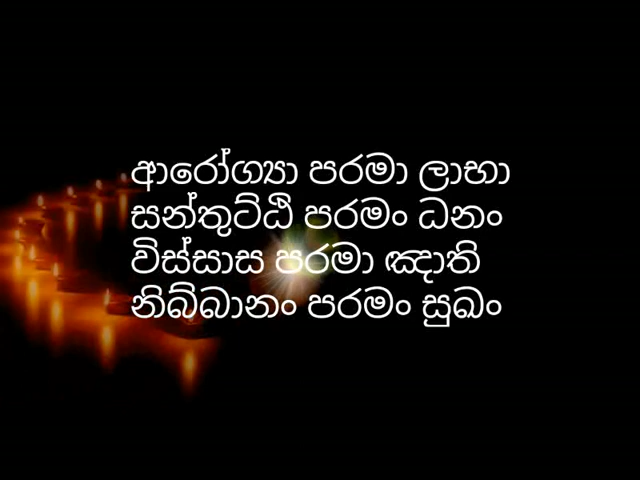 ආරෝග්‍යා පරමා ලාභා
සන්තුට්ඨි පරමං ධනං
විස්සාස පරමා ඤාති
නිබ්බානං පරමං සුඛං